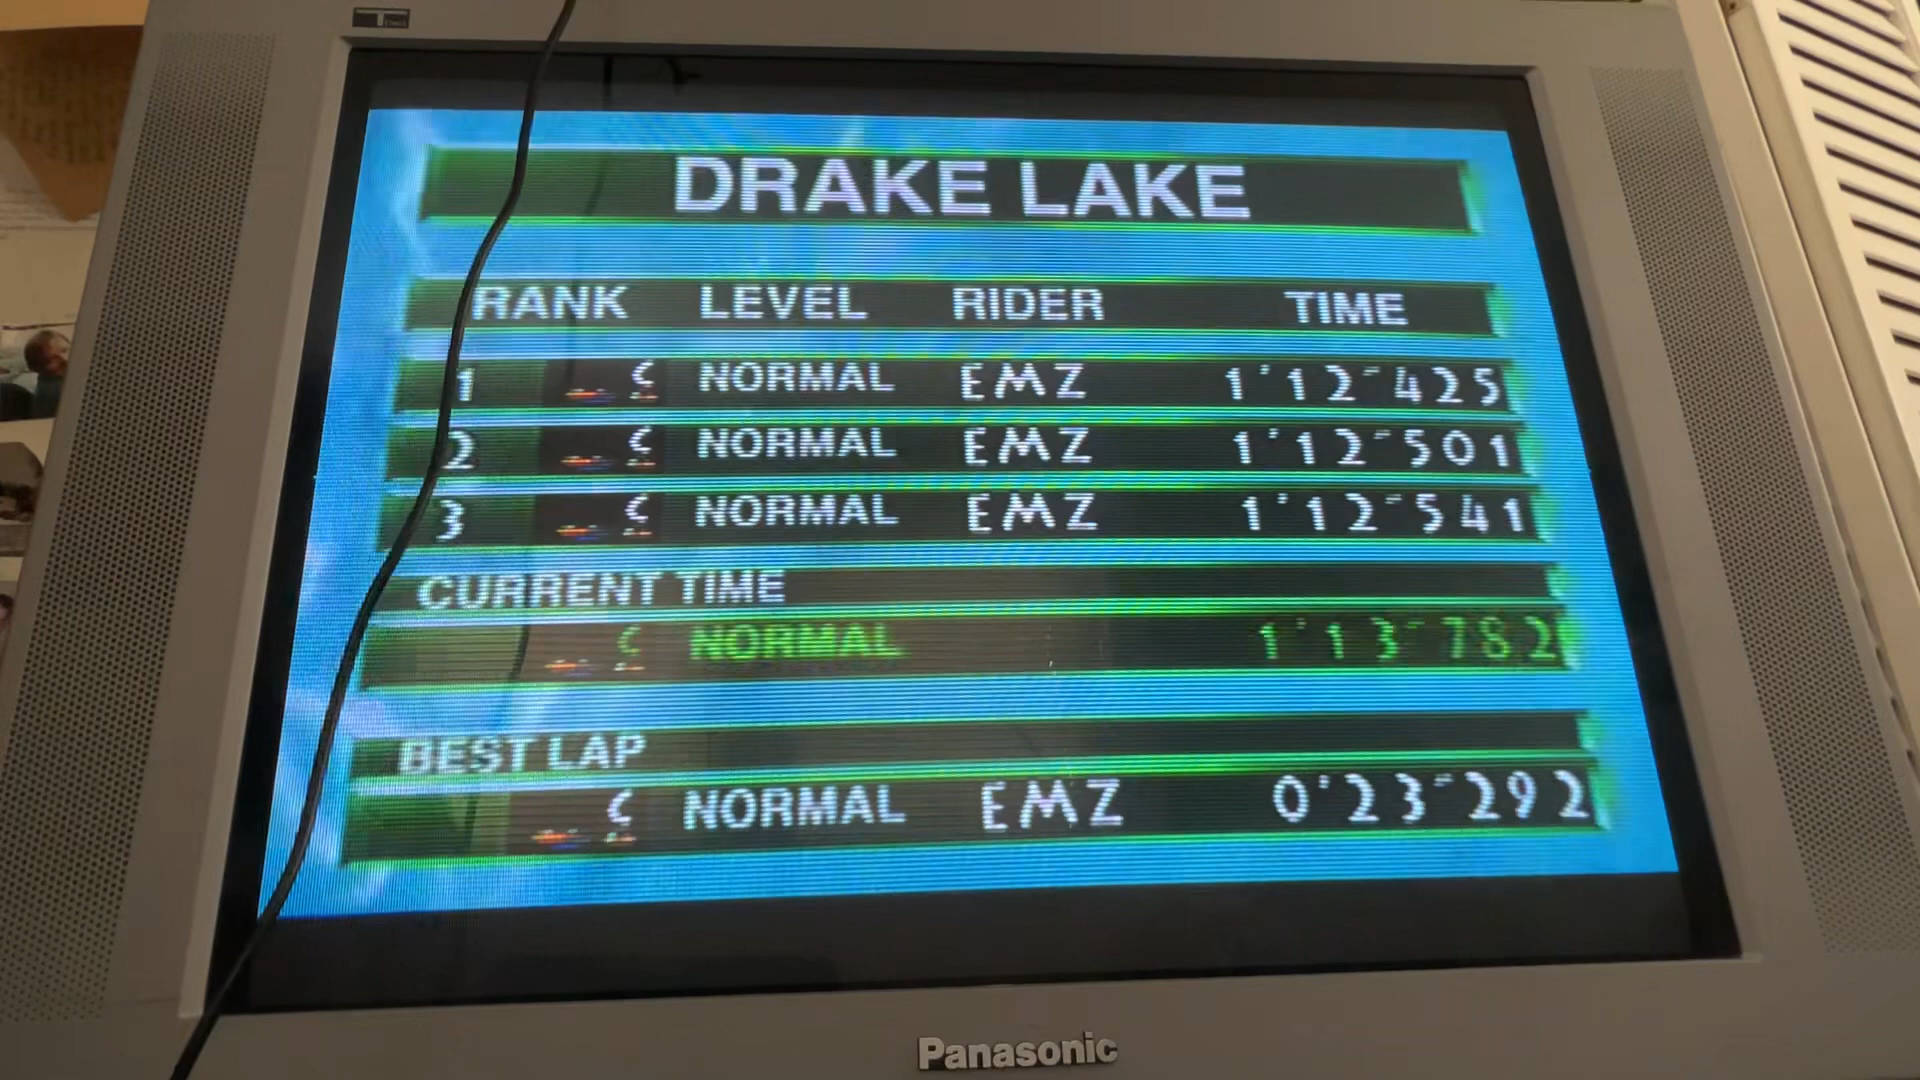 DRAKE LAKE
RANK LEVEL RIDER TIME
1 C NORMAL EMZ 1'12"425
2 C NORMAL EMZ 1'12"501
3 C NORMAL EMZ 1'12"541
CURRENT TIME
C NORMAL 1'13"782
BEST LAP
C NORMAL EMZ 0'23"292
Panasonic